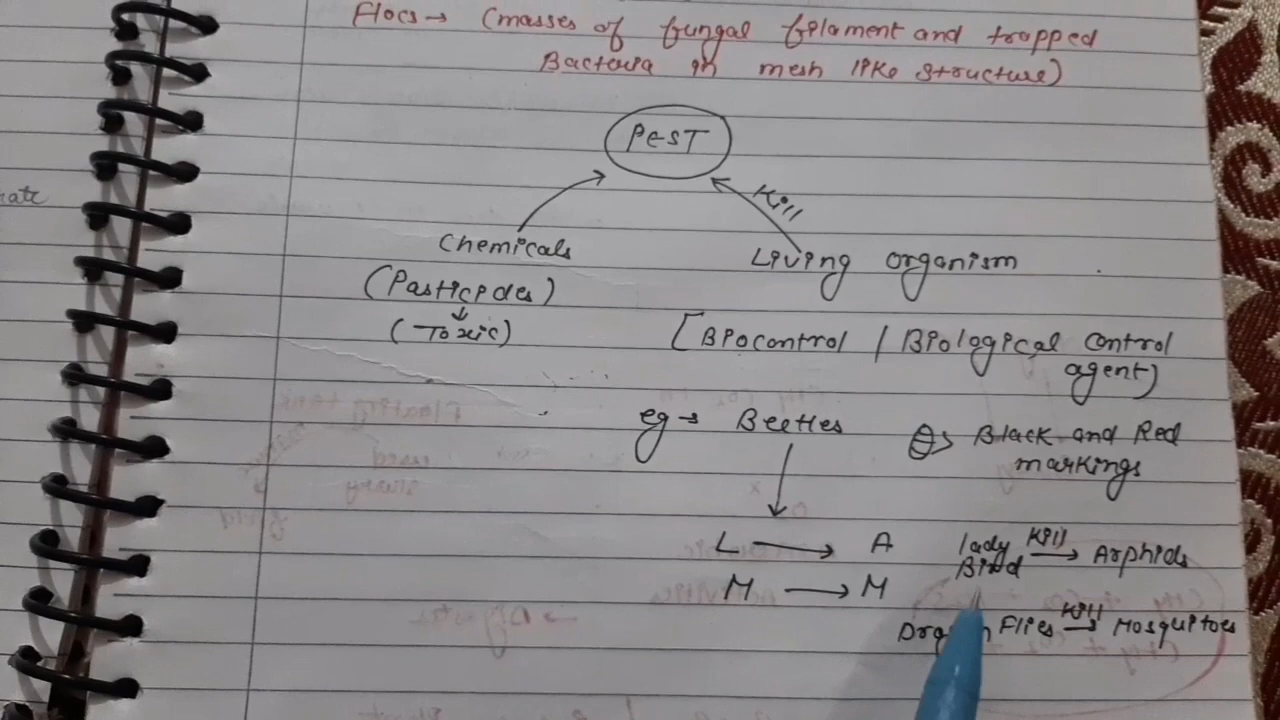 Flocs → (masses of fungal filament and trapped
Bacteria in mesh like structure)
PEST
Kill
Chemicals
Living organism
(Pasticides)
(Toxic)
[Biocontrol / Biological control
agent)
eg → Beetles
Black and Red
markings
L → A
lady Bird Kill → Arphids
M → M
Flies Kill → Mosquitoes